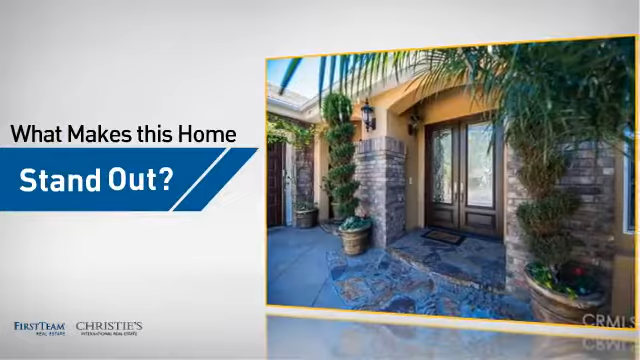 What Makes this Home
Stand Out?
FIRSTTEAM
REAL ESTATE
CHRISTIE'S
INTERNATIONAL REAL ESTATE
CRMLS